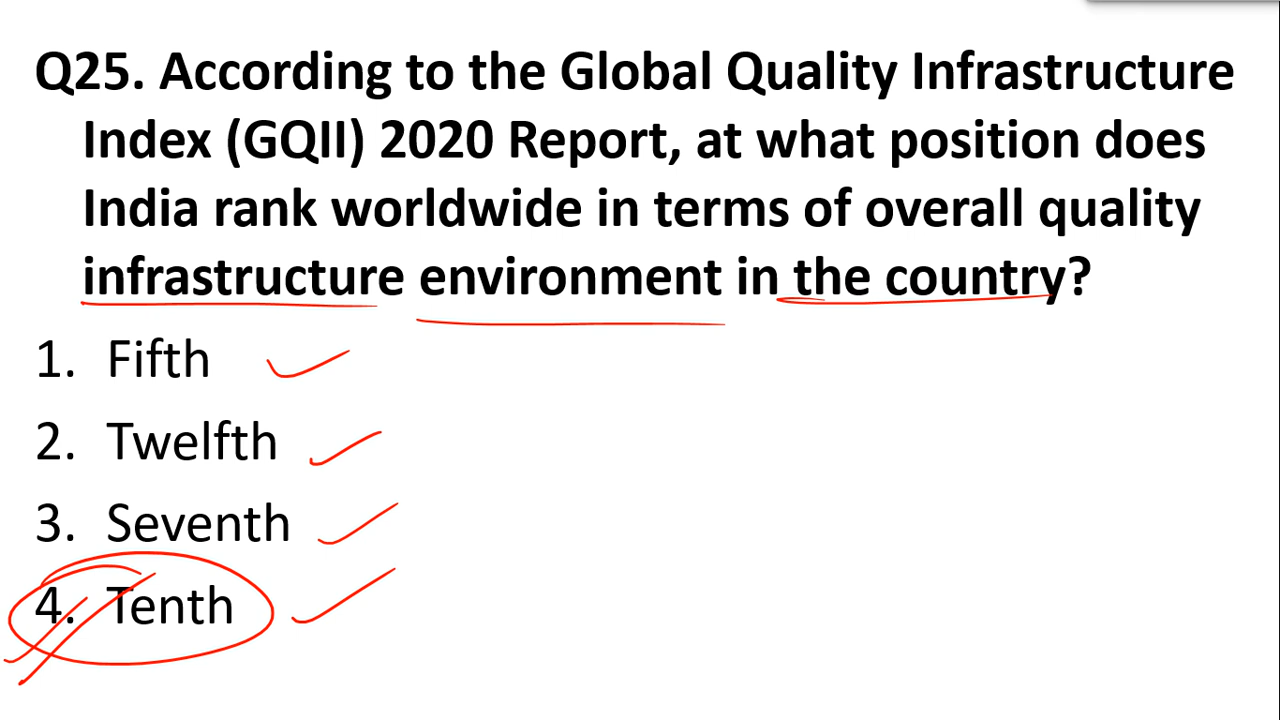 Q25. According to the Global Quality Infrastructure
Index (GQII) 2020 Report, at what position does
India rank worldwide in terms of overall quality
infrastructure environment in the country?
1. Fifth
2. Twelfth
3. Seventh
4. Tenth